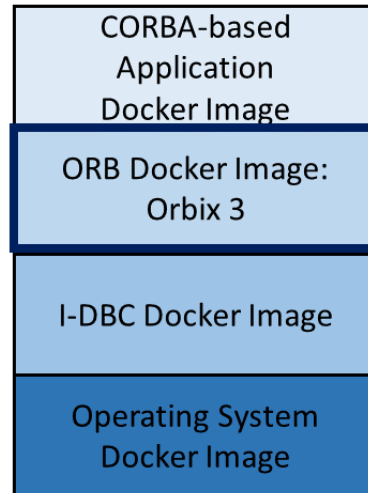 CORBA-based
Application
Docker Image
ORB Docker Image:
Orbix 3
I-DBC Docker Image
Operating System
Docker Image